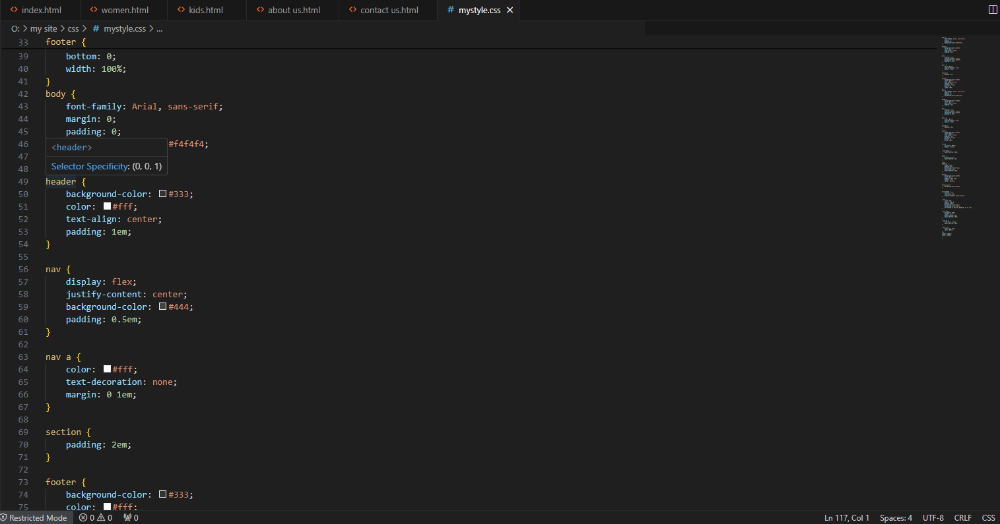 index.html women.html kids.html about us.html contact us.html # mystyle.css
O: > my site > css > # mystyle.css > ...
33 footer {
39 bottom: 0;
40 width: 100%;
41 }
42 body {
43 font-family: Arial, sans-serif;
44 margin: 0;
45 padding: 0;
46 #f4f4f4;
<header>
47
Selector Specificity: (0, 0, 1)
48
49 header {
50 background-color: #333;
51 color: #fff;
52 text-align: center;
53 padding: 1em;
54 }
55
56 nav {
57 display: flex;
58 justify-content: center;
59 background-color: #444;
60 padding: 0.5em;
61 }
62
63 nav a {
64 color: #fff;
65 text-decoration: none;
66 margin: 0 1em;
67 }
68
69 section {
70 padding: 2em;
71 }
72
73 footer {
74 background-color: #333;
75 color: #fff;
Restricted Mode 0 0 0 Ln 117, Col 1 Spaces: 4 UTF-8 CRLF CSS